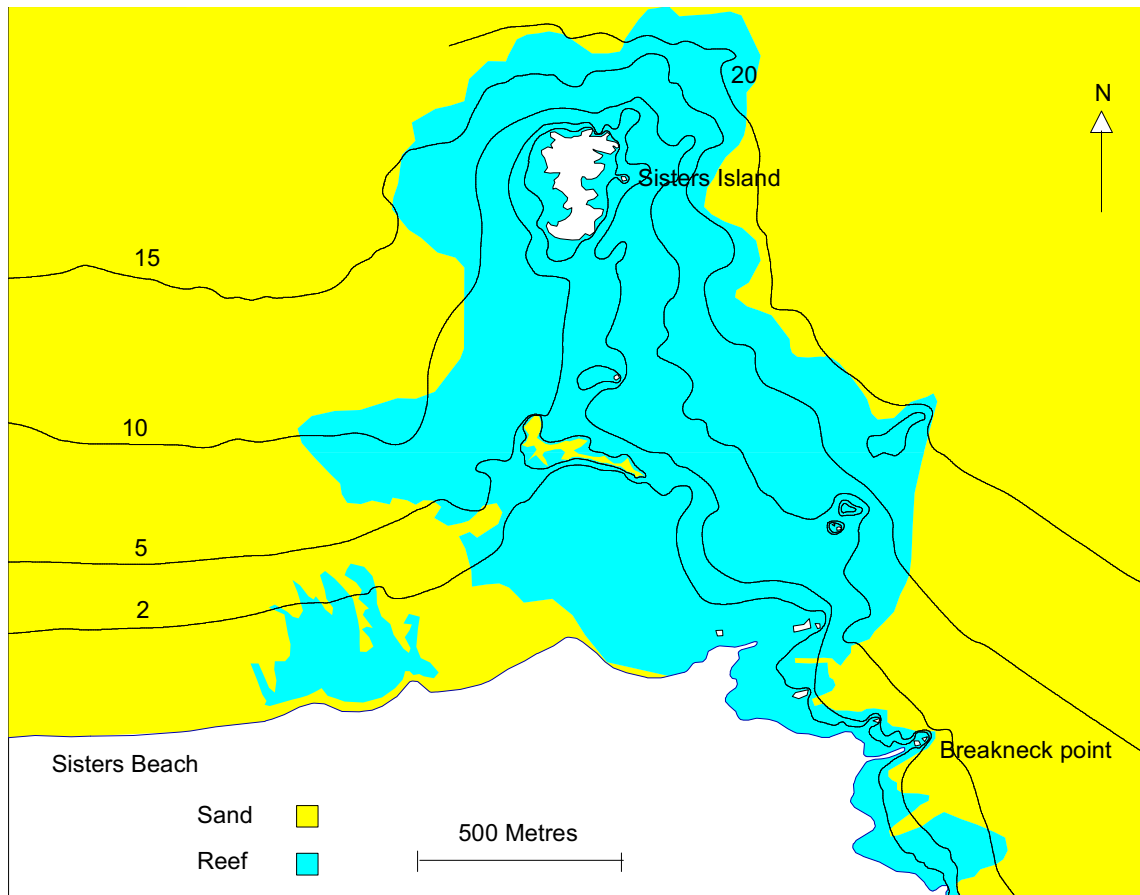 20
N
Sisters Island
15
10
5
2
Breakneck point
Sisters Beach
Sand
500 Metres
Reef